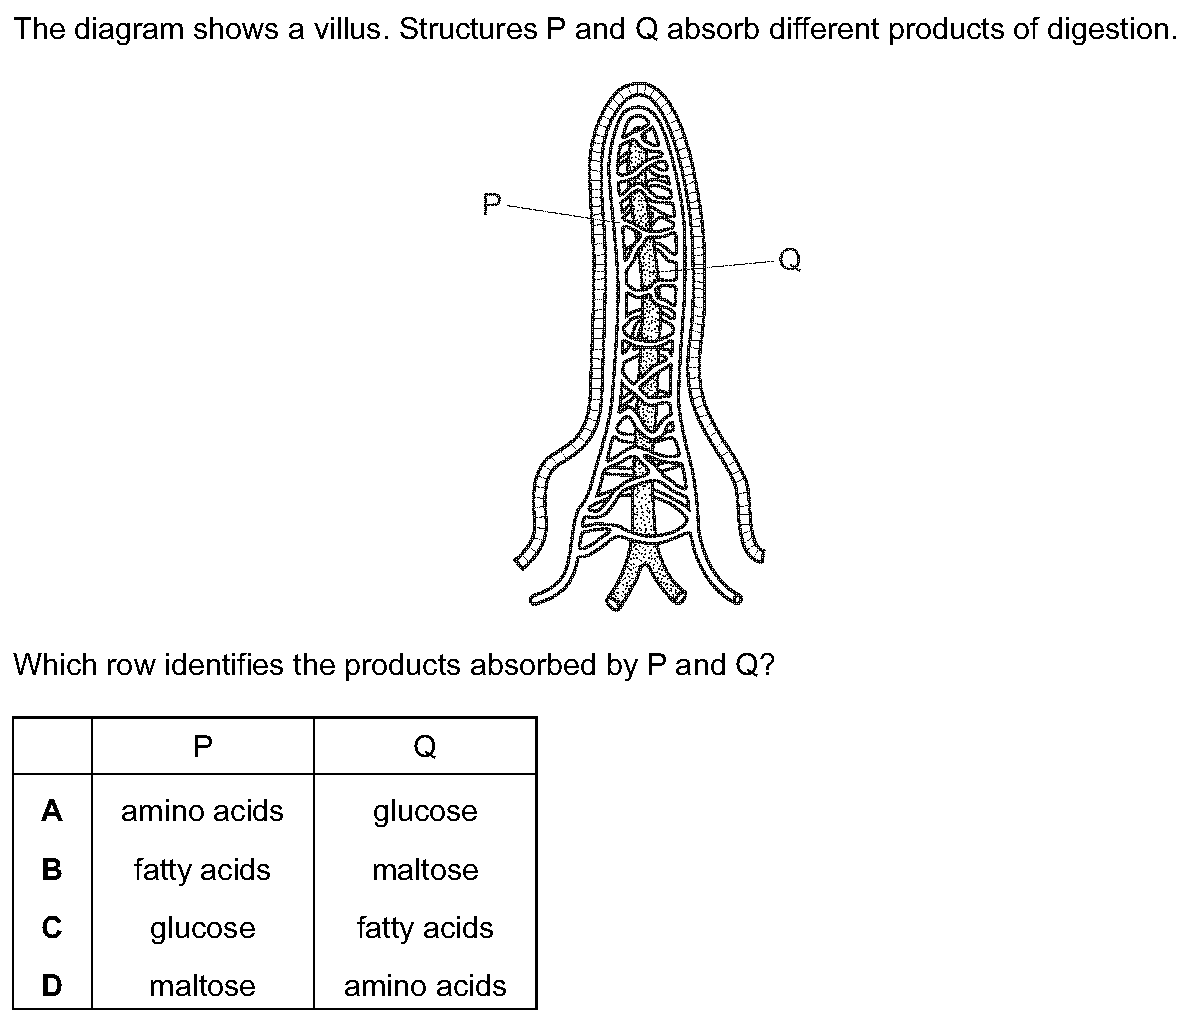 The diagram shows a villus. Structures P and Q absorb different products of digestion.
P
Q
Which row identifies the products absorbed by P and Q?
P Q
A amino acids glucose
B fatty acids maltose
C glucose fatty acids
D maltose amino acids